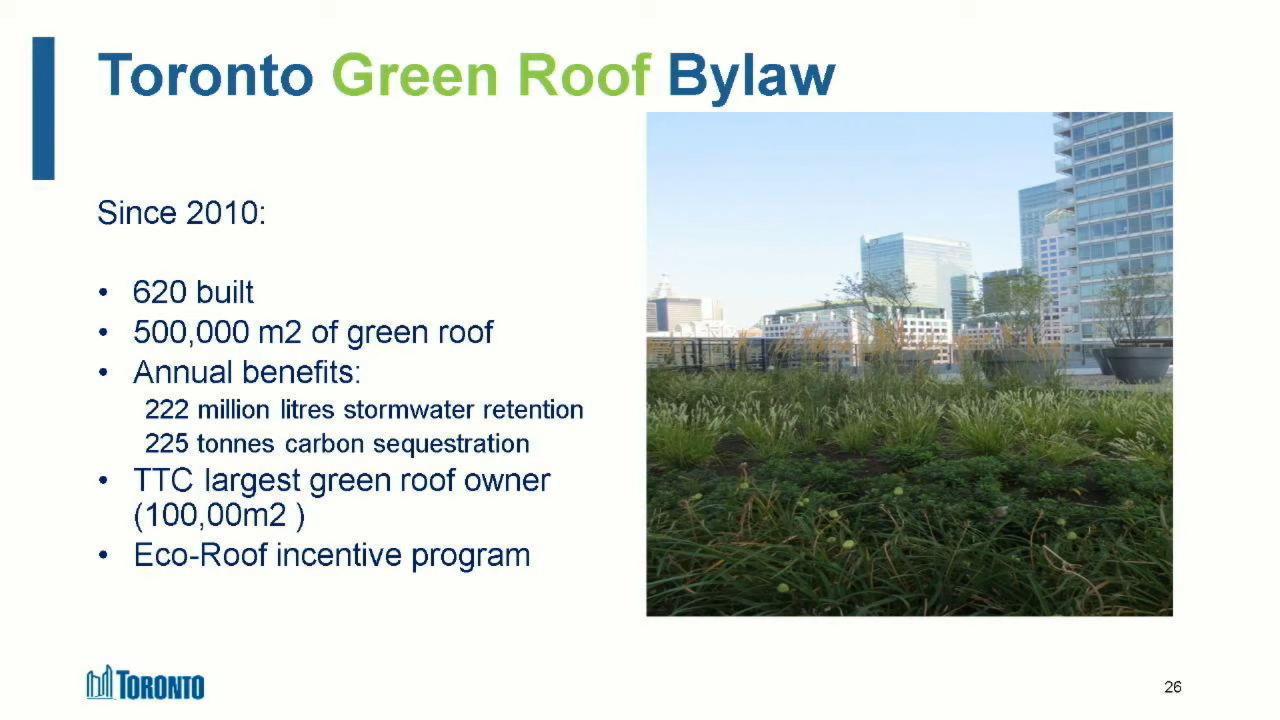 Toronto Green Roof Bylaw
Since 2010:
• 620 built
• 500,000 m2 of green roof
• Annual benefits:
222 million litres stormwater retention
225 tonnes carbon sequestration
• TTC largest green roof owner
(100,00m2 )
• Eco-Roof incentive program
TORONTO
26